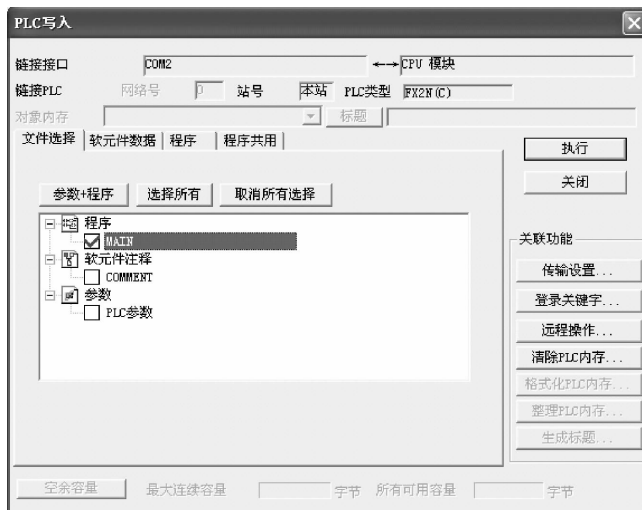 PLC写入
链接接口 COM2 ←→ CPU 模块
链接PLC 网络号 0 站号 本站 PLC类型 FX2N(C)
对象内存 标题
文件选择 软元件数据 程序 程序共用
执行
参数+程序 选择所有 取消所有选择
关闭
程序
MAIN
软元件注释
COMMENT
参数
PLC参数
关联功能
传输设置...
登录关键字...
远程操作...
清除PLC内存...
格式化PLC内存...
整理PLC内存...
生成标题...
空余容量 最大连续容量 字节 所有可用容量 字节